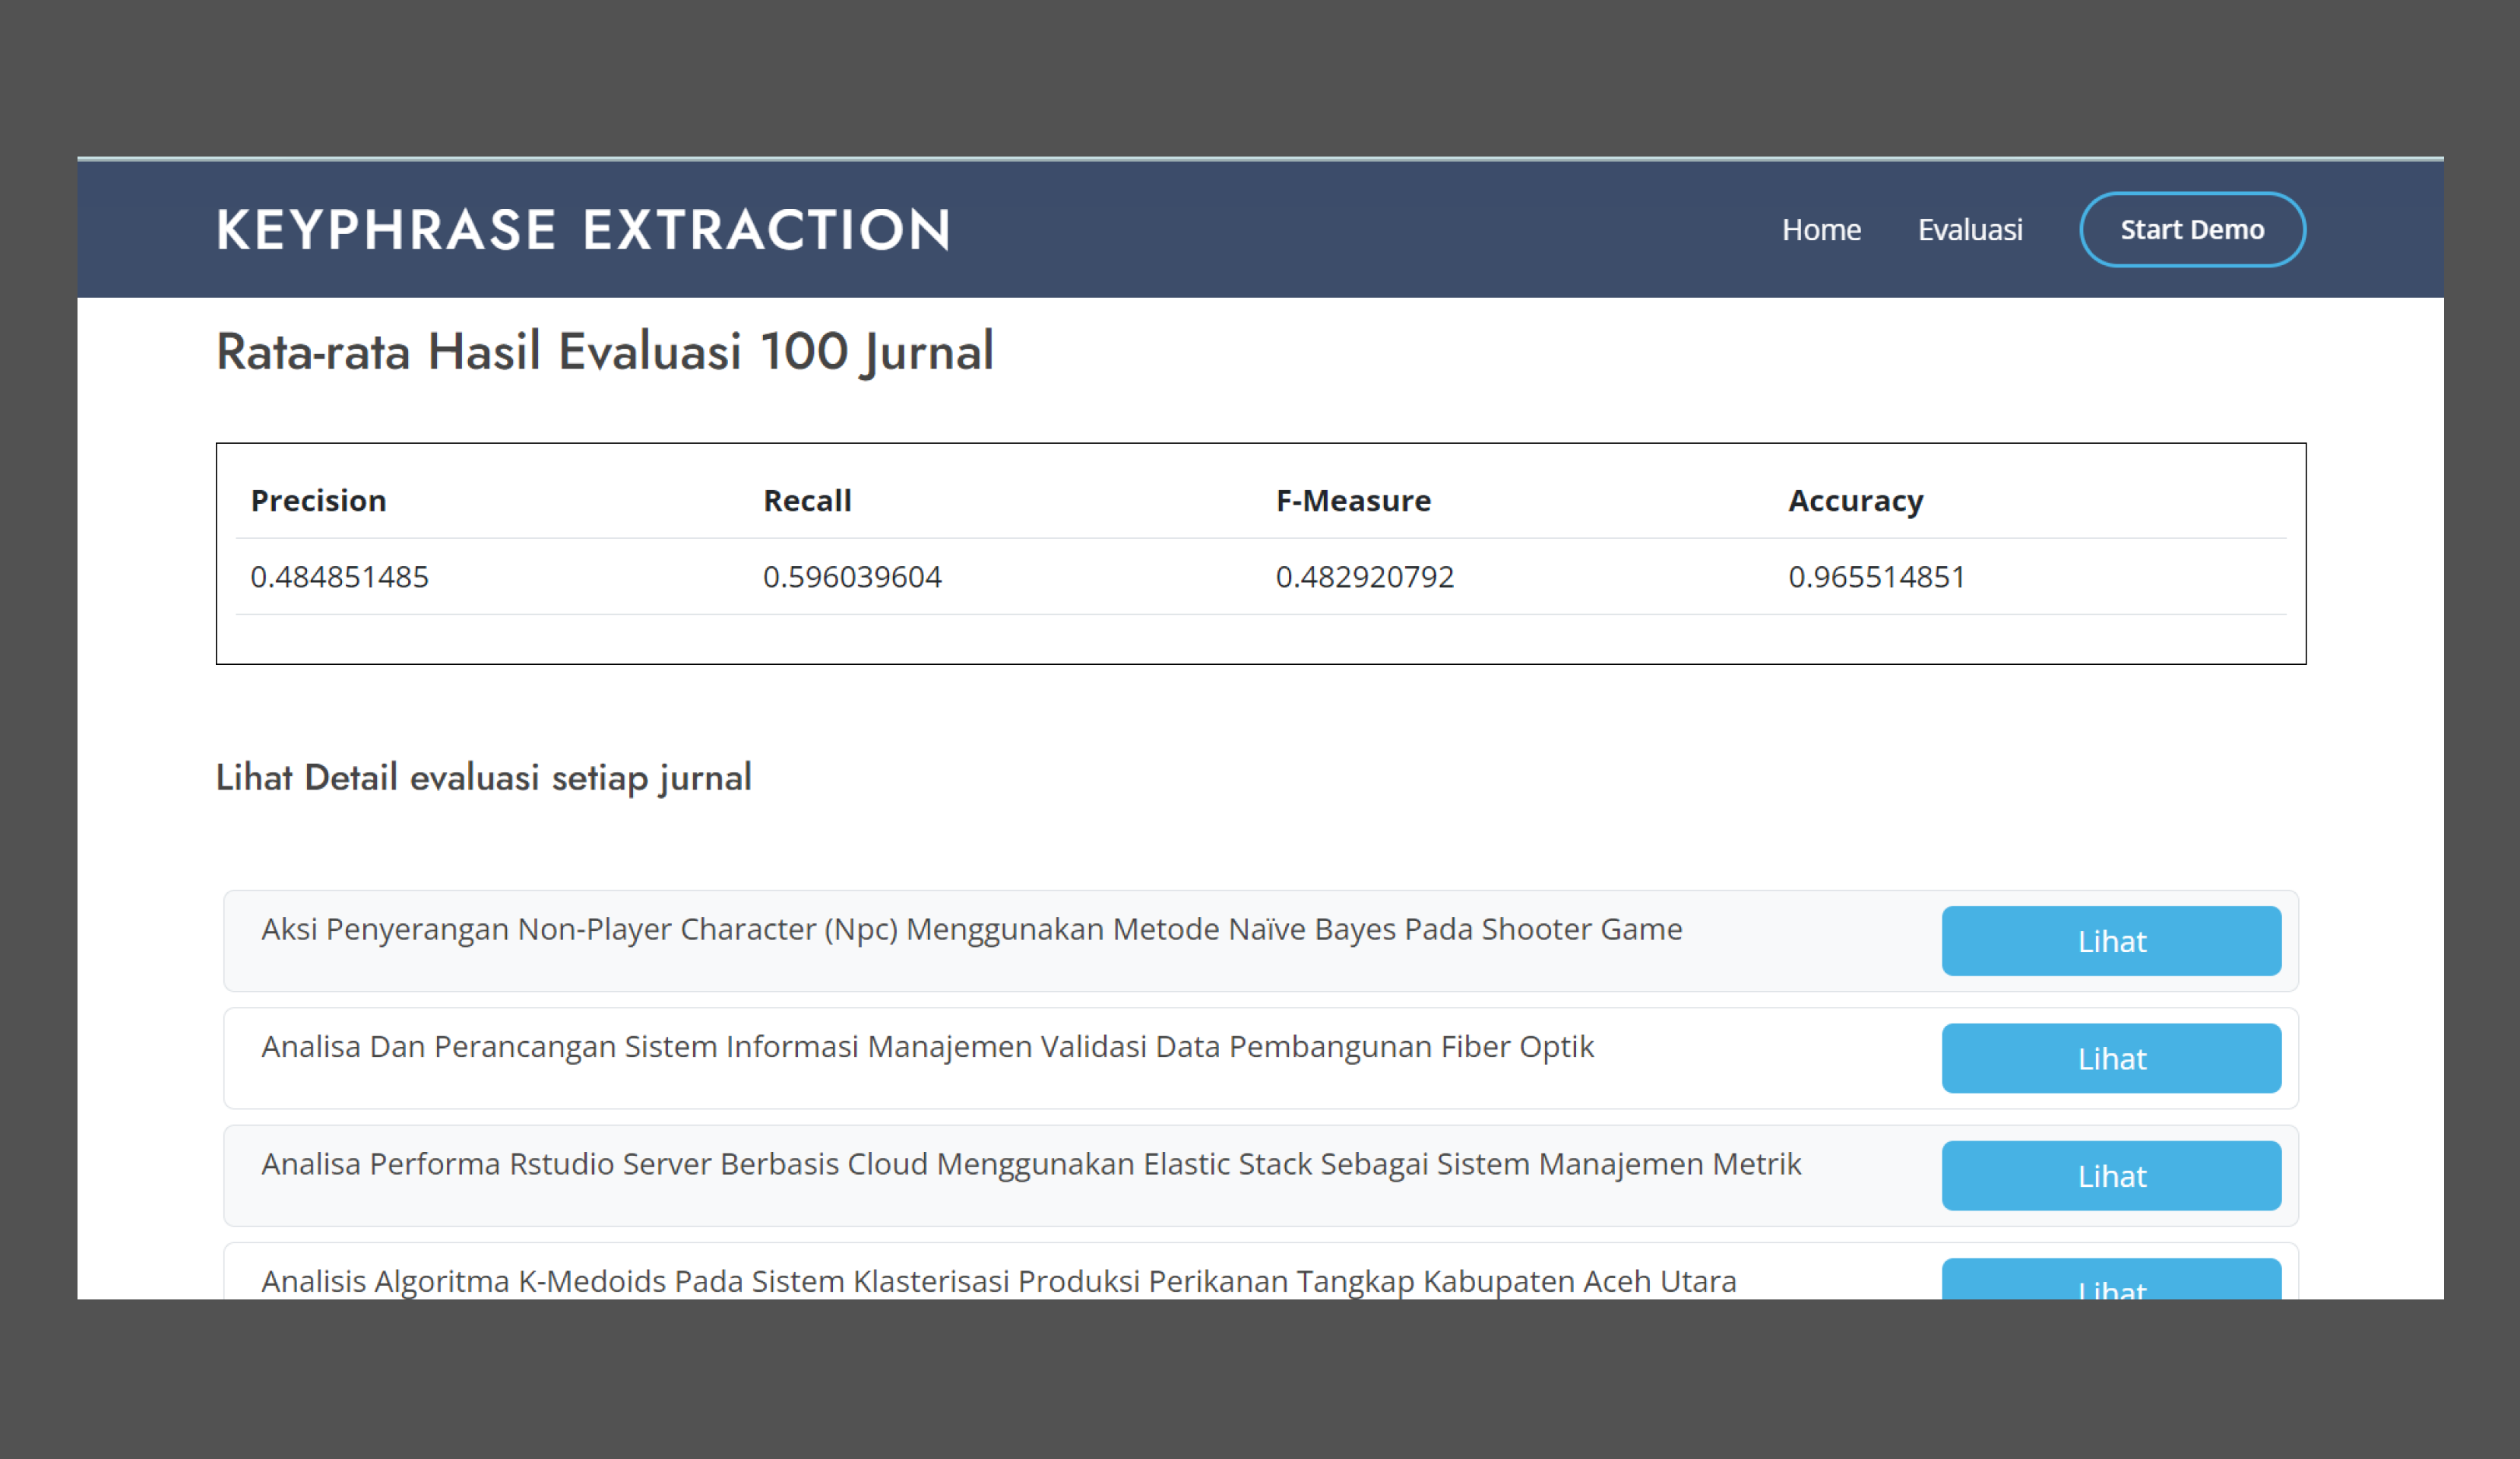 KEYPHRASE EXTRACTION
Home Evaluasi Start Demo
Rata-rata Hasil Evaluasi 100 Jurnal
Precision Recall F-Measure Accuracy
0.484851485 0.596039604 0.482920792 0.965514851
Lihat Detail evaluasi setiap jurnal
Aksi Penyerangan Non-Player Character (Npc) Menggunakan Metode Naïve Bayes Pada Shooter Game Lihat
Analisa Dan Perancangan Sistem Informasi Manajemen Validasi Data Pembangunan Fiber Optik Lihat
Analisa Performa Rstudio Server Berbasis Cloud Menggunakan Elastic Stack Sebagai Sistem Manajemen Metrik Lihat
Analisis Algoritma K-Medoids Pada Sistem Klasterisasi Produksi Perikanan Tangkap Kabupaten Aceh Utara Lihat